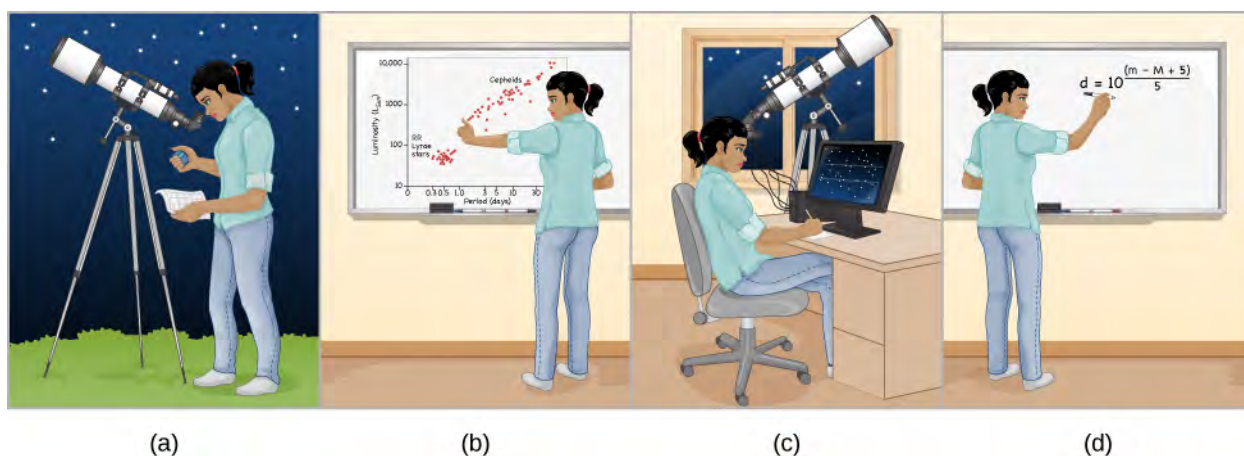 10,000
1000
100
10
Luminosity (LSun)
Cepheids
RR
Lyrae
stars
0 0.3 0.5 1.0 3 5 10 30
Period (days)
d = 10^((m – M + 5)/5)
(a) (b) (c) (d)